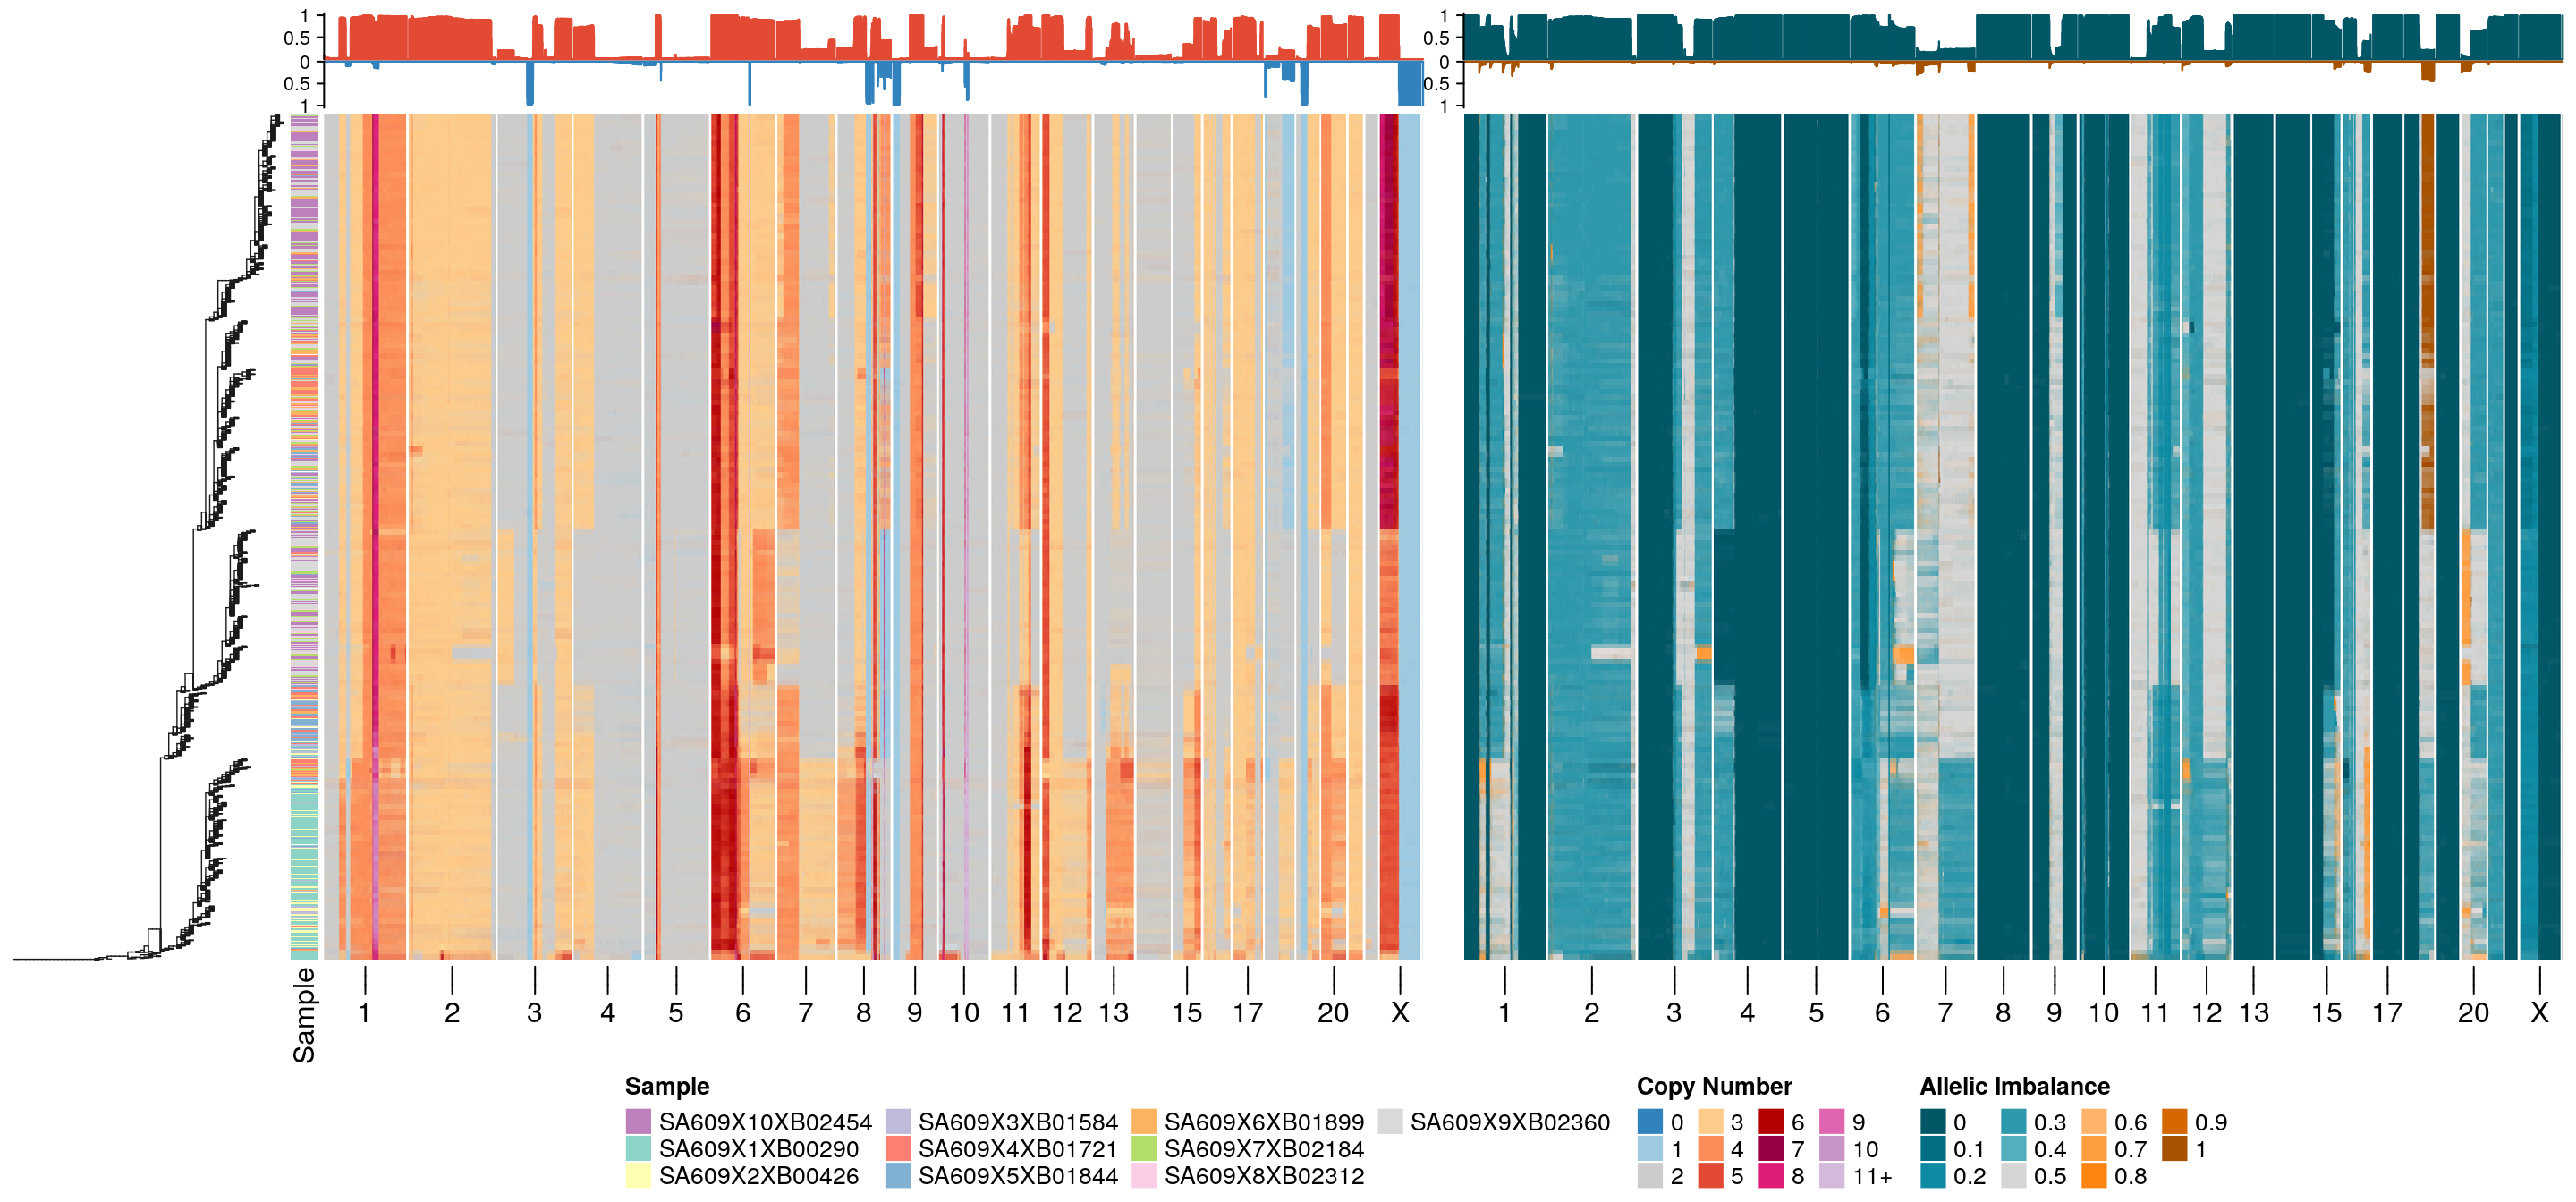 1
0.5
0
0.5
1
1
0.5
0
0.5
1
Sample
1 2 3 4 5 6 7 8 9 10 11 12 13 15 17 20 X
1 2 3 4 5 6 7 8 9 10 11 12 13 15 17 20 X
Sample
SA609X10XB02454 SA609X3XB01584 SA609X6XB01899 SA609X9XB02360
SA609X1XB00290 SA609X4XB01721 SA609X7XB02184
SA609X2XB00426 SA609X5XB01844 SA609X8XB02312
Copy Number
0 3 6 9
1 4 7 10
2 5 8 11+
Allelic Imbalance
0 0.3 0.6 0.9
0.1 0.4 0.7 1
0.2 0.5 0.8